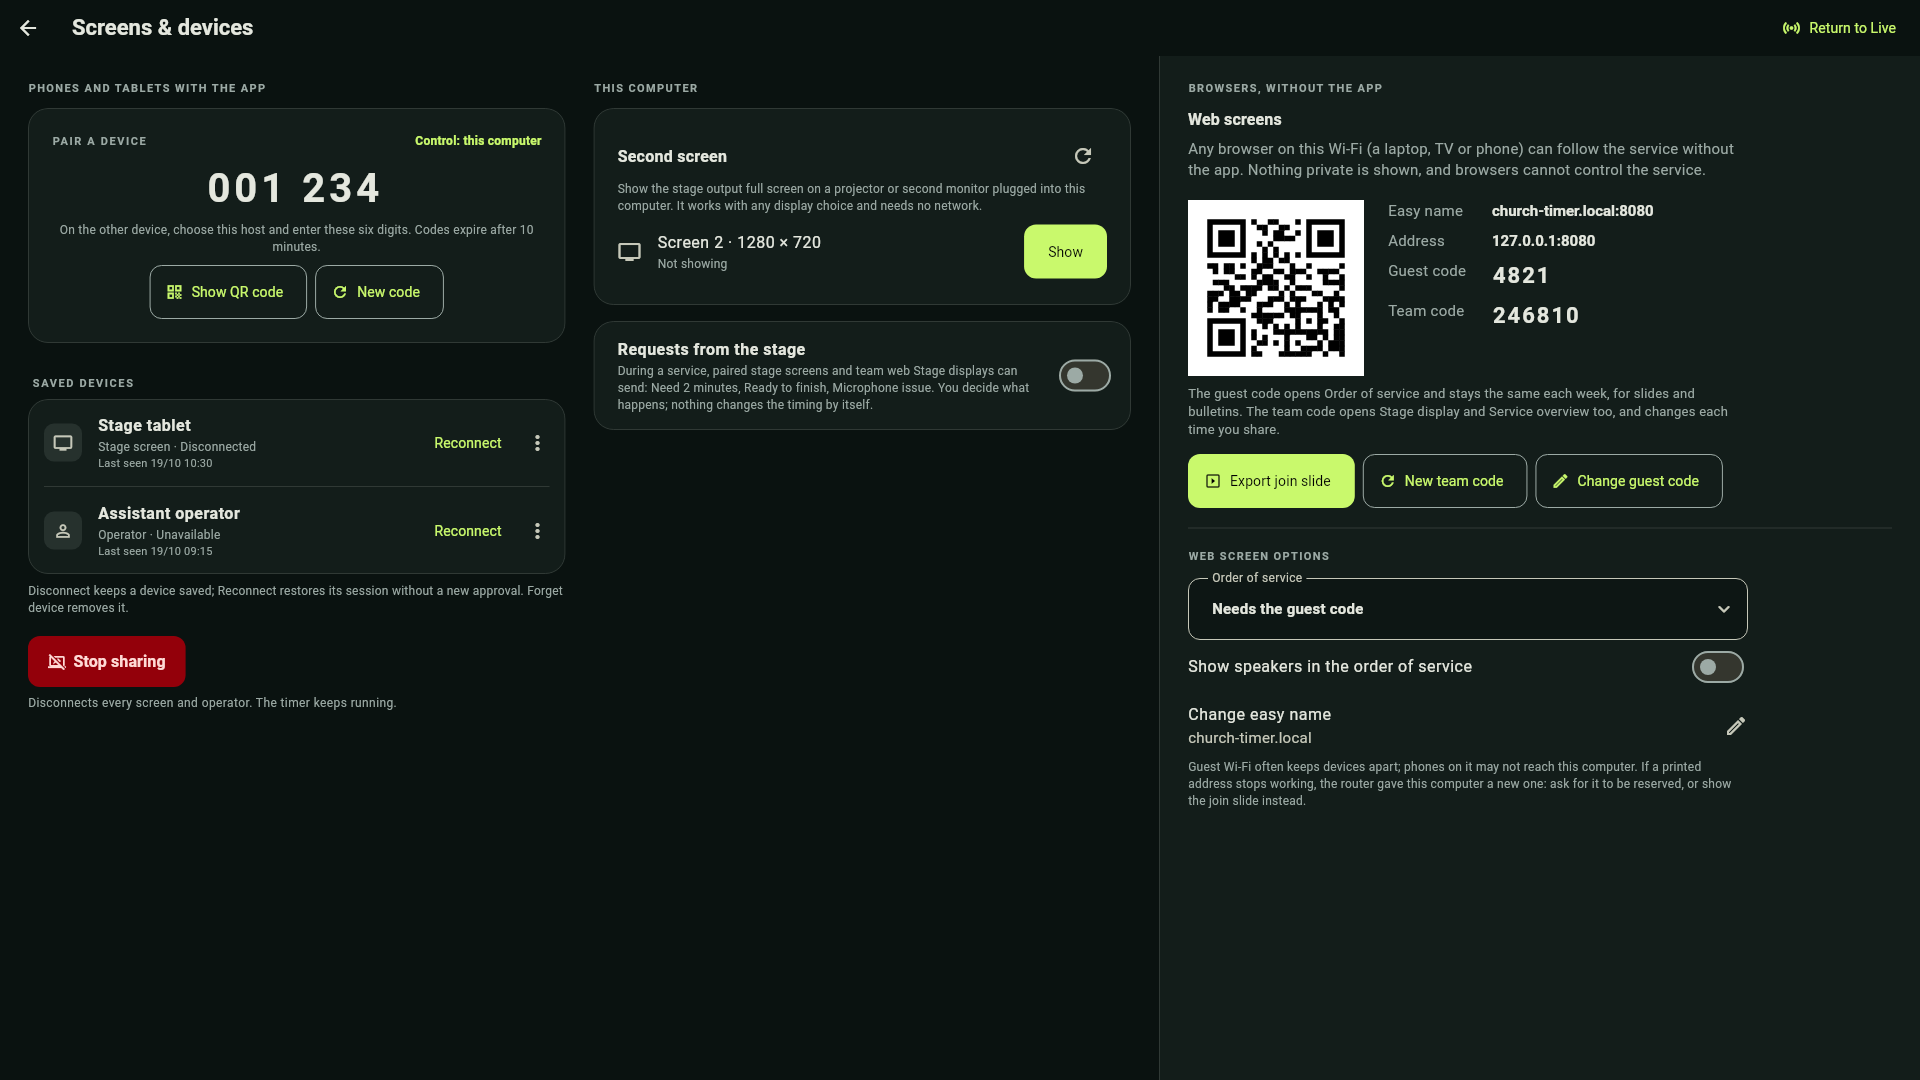 Screens & devices
Return to Live
PHONES AND TABLETS WITH THE APP
PAIR A DEVICE
Control: this computer
001 234
On the other device, choose this host and enter these six digits. Codes expire after 10
minutes.
Show QR code
New code
SAVED DEVICES
Stage tablet
Stage screen · Disconnected
Last seen 19/10 10:30
Reconnect
Assistant operator
Operator · Unavailable
Last seen 19/10 09:15
Reconnect
Disconnect keeps a device saved; Reconnect restores its session without a new approval. Forget
device removes it.
Stop sharing
Disconnects every screen and operator. The timer keeps running.
THIS COMPUTER
Second screen
Show the stage output full screen on a projector or second monitor plugged into this
computer. It works with any display choice and needs no network.
Screen 2 · 1280 × 720
Not showing
Show
Requests from the stage
During a service, paired stage screens and team web Stage displays can
send: Need 2 minutes, Ready to finish, Microphone issue. You decide what
happens; nothing changes the timing by itself.
BROWSERS, WITHOUT THE APP
Web screens
Any browser on this Wi-Fi (a laptop, TV or phone) can follow the service without
the app. Nothing private is shown, and browsers cannot control the service.
Easy name church-timer.local:8080
Address 127.0.0.1:8080
Guest code 4821
Team code 246810
The guest code opens Order of service and stays the same each week, for slides and
bulletins. The team code opens Stage display and Service overview too, and changes each
time you share.
Export join slide
New team code
Change guest code
WEB SCREEN OPTIONS
Order of service
Needs the guest code
Show speakers in the order of service
Change easy name
church-timer.local
Guest Wi-Fi often keeps devices apart; phones on it may not reach this computer. If a printed
address stops working, the router gave this computer a new one: ask for it to be reserved, or show
the join slide instead.